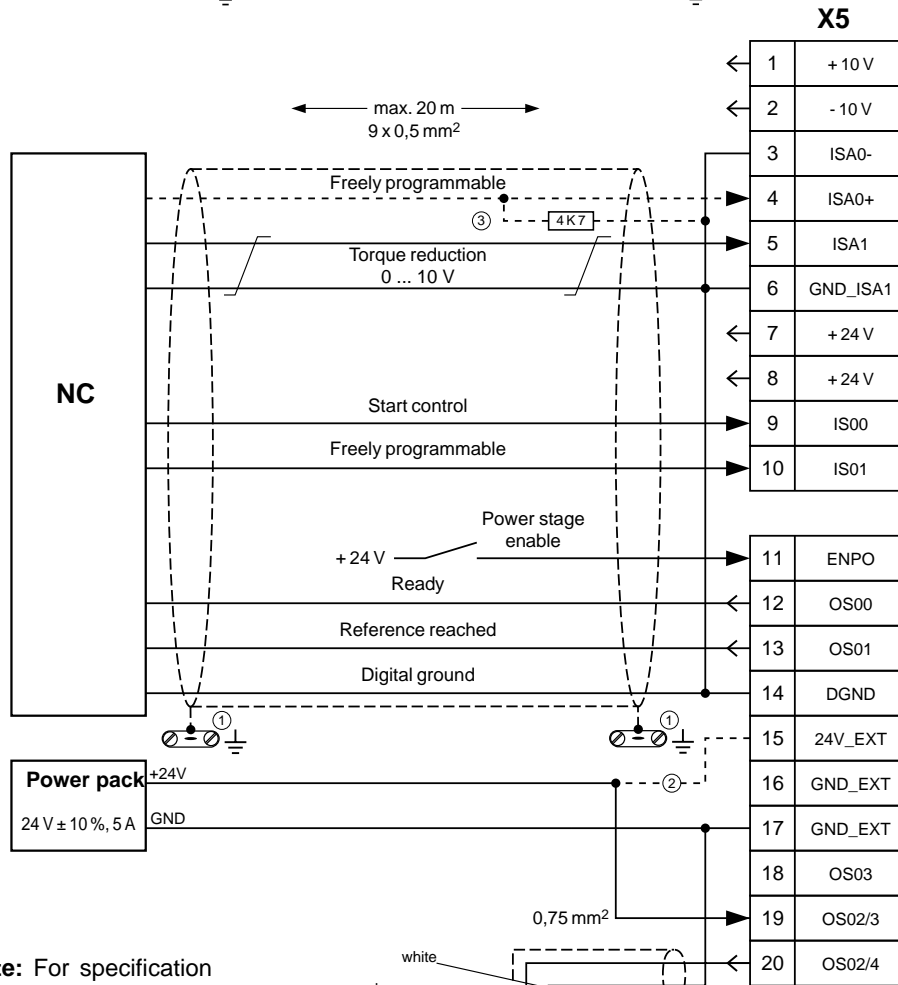 X5
1 + 10 V
2 - 10 V
max. 20 m
9 x 0,5 mm²
3 ISA0-
Freely programmable
4 ISA0+
③ 4K7
5 ISA1
Torque reduction
0 ... 10 V
6 GND_ISA1
7 + 24 V
8 + 24 V
NC
Start control
9 IS00
Freely programmable
10 IS01
Power stage
enable
+ 24 V
11 ENPO
Ready
12 OS00
Reference reached
13 OS01
Digital ground
14 DGND
① ①
15 24V_EXT
Power pack +24V
② 16 GND_EXT
24 V ± 10 %, 5 A GND
17 GND_EXT
18 OS03
0,75 mm² 19 OS02/3
white
20 OS02/4
te: For specification